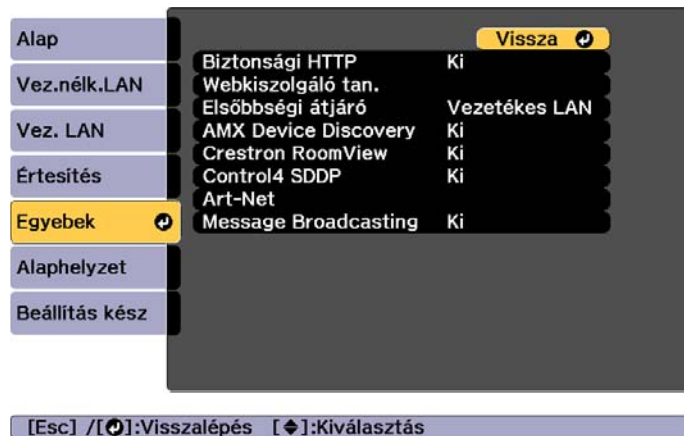 Alap
Vez.nélk.LAN
Vez. LAN
Értesítés
Egyebek
Alaphelyzet
Beállítás kész
Vissza
Biztonsági HTTP Ki
Webkiszolgáló tan.
Elsőbbségi átjáró Vezetékes LAN
AMX Device Discovery Ki
Crestron RoomView Ki
Control4 SDDP Ki
Art-Net
Message Broadcasting Ki
[Esc] /[⏎]:Visszalépés [◆]:Kiválasztás